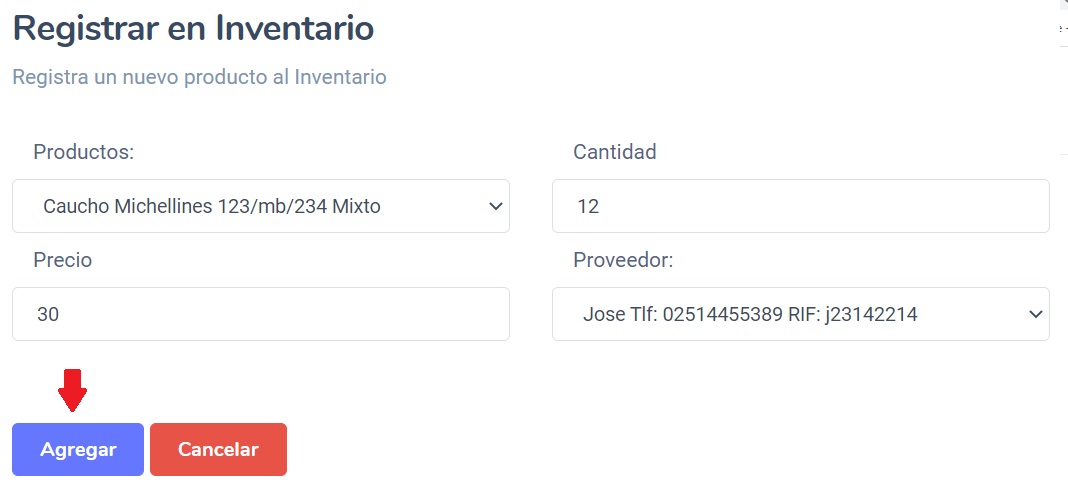 Registrar en Inventario
Registra un nuevo producto al Inventario
Productos:
Cantidad
Caucho Michellines 123/mb/234 Mixto
12
Precio
Proveedor:
30
Jose Tlf: 02514455389 RIF: j23142214
Agregar
Cancelar